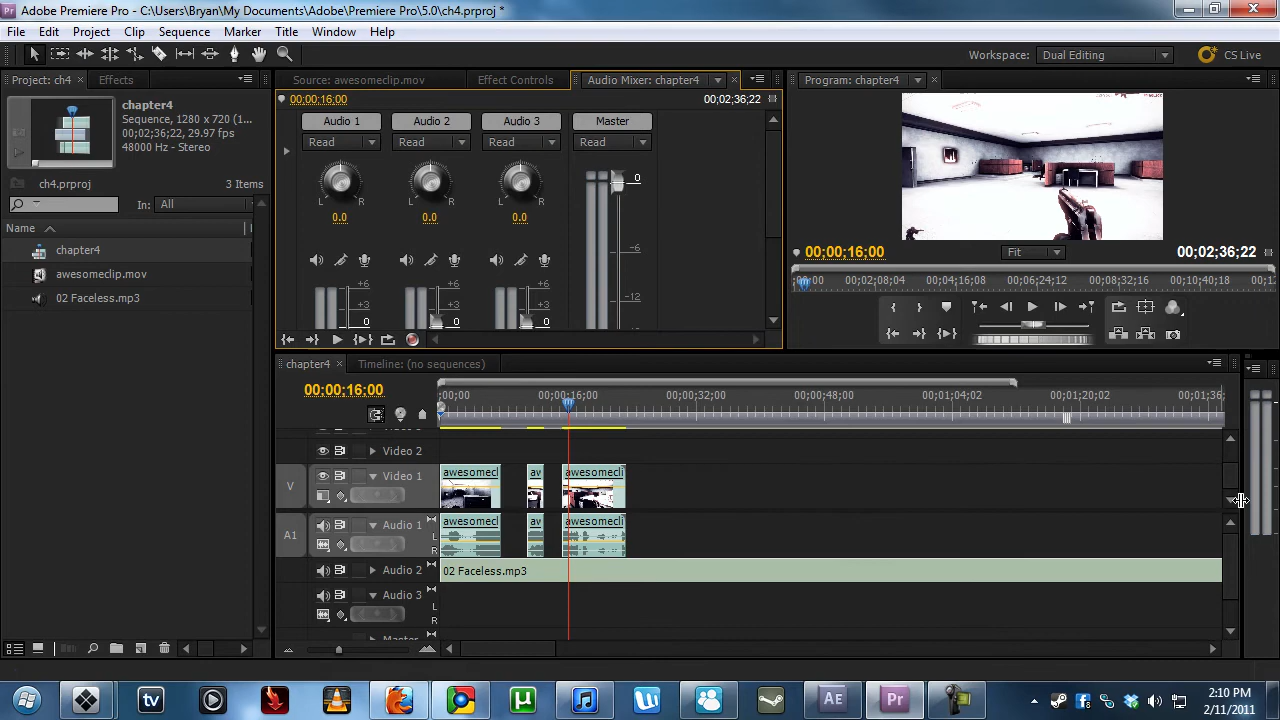 Adobe Premiere Pro - C:\Users\Bryan\My Documents\Adobe\Premiere Pro\5.0\ch4.prproj *
File Edit Project Clip Sequence Marker Title Window Help
Workspace: Dual Editing CS Live
Project: ch4 Effects
chapter4
Sequence, 1280 x 720 (1...
00;02;36;22, 29.97 fps
48000 Hz - Stereo
ch4.prproj 3 Items
In: All
Name
chapter4
awesomeclip.mov
02 Faceless.mp3
Source: awesomeclip.mov Effect Controls Audio Mixer: chapter4
00;00;16;00 00;02;36;22
Audio 1 Audio 2 Audio 3 Master
Read Read Read Read
L R L R L R
0.0 0.0 0.0
0
-6
-12
+6 +6 +6
+3 +3 +3
0 0 0
Program: chapter4
00;00;16;00 Fit 00;02;36;22
;00;00 00;02;08;04 00;04;16;08 00;06;24;12 00;08;32;16 00;10;40;18 00;12
chapter4 Timeline: (no sequences)
00;00;16;00
;00;00 00;00;16;00 00;00;32;00 00;00;48;00 00;01;04;02 00;01;20;02 00;01;36;
Video 2
V Video 1 awesomecl aw awesomecli
A1 Audio 1 L R awesomecl aw awesomecli
Audio 2 02 Faceless.mp3
Audio 3 L R
Master
tv
AE Pr
2:10 PM
2/11/2011